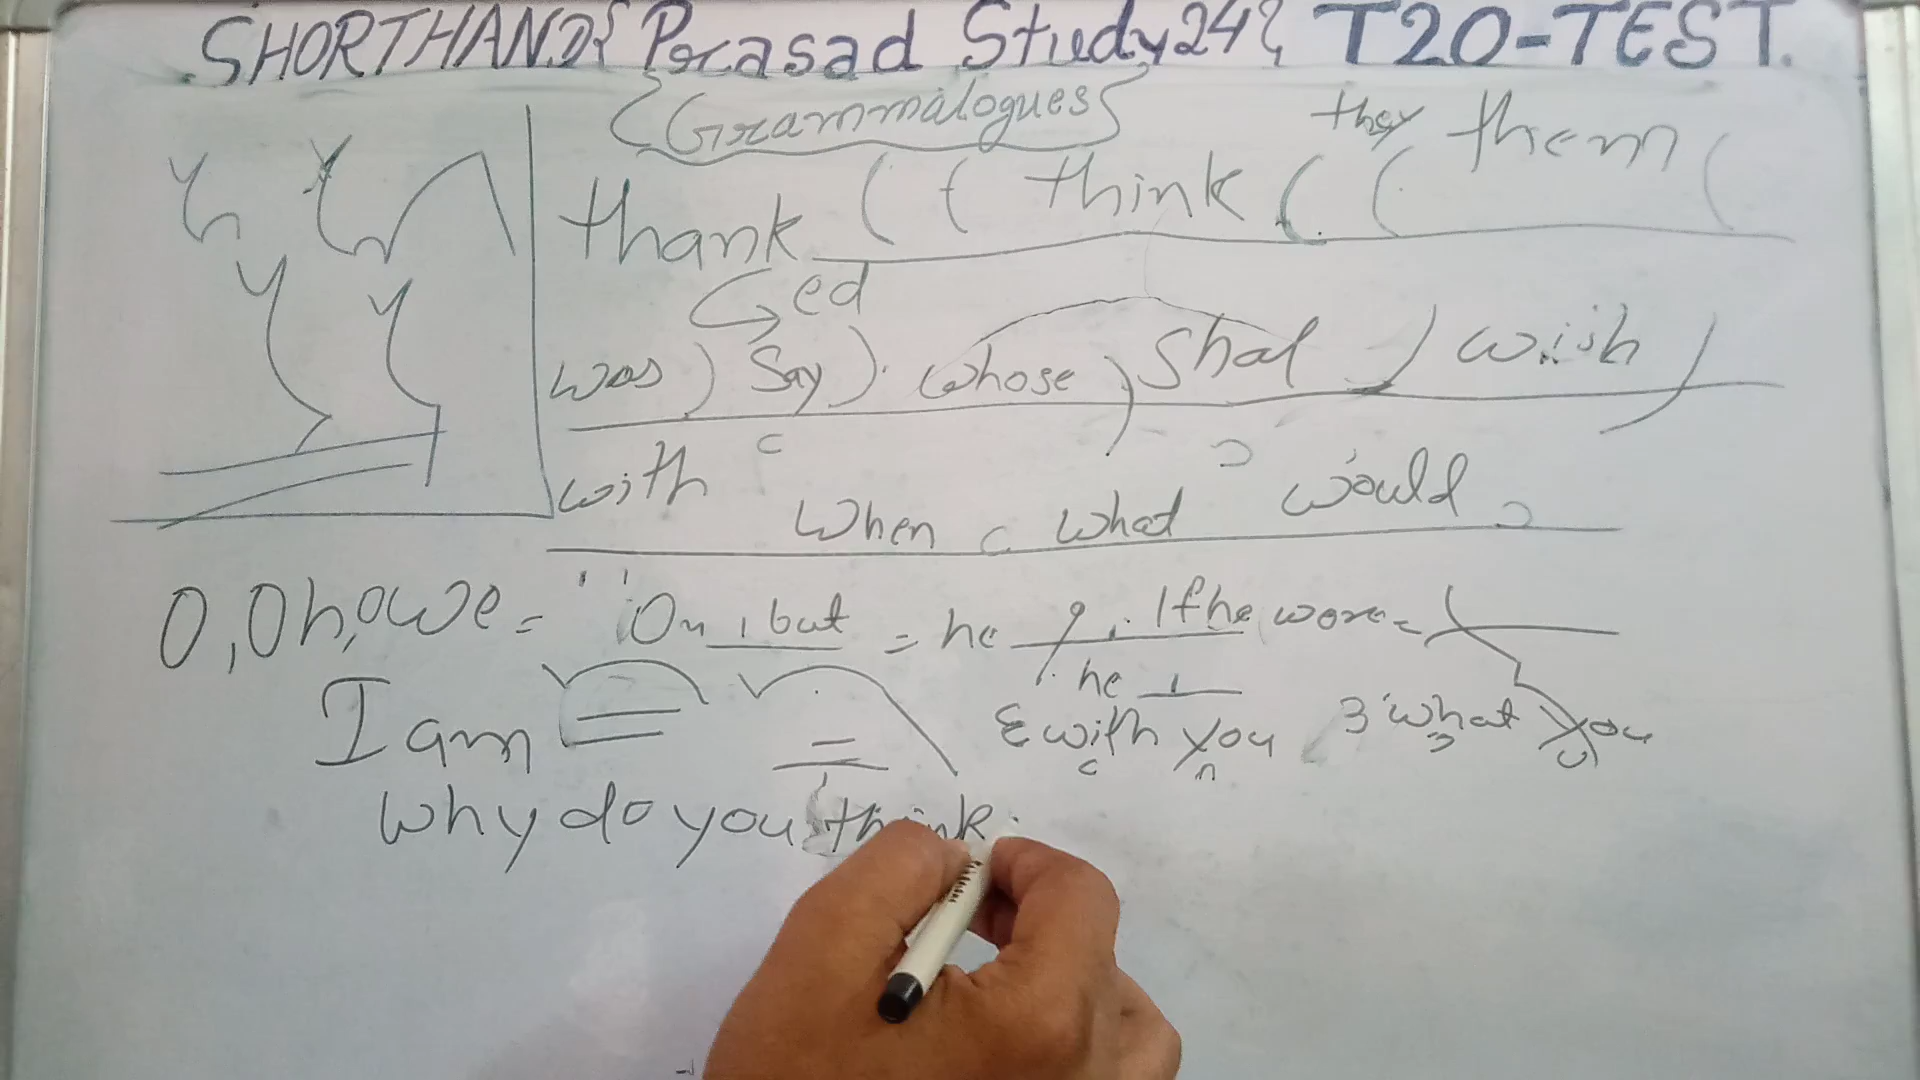 SHORTHAND{ Prasad Study24} T20-TEST.
{Grammalogues}
they them
thank think
ed
was say whose shal wish
with when what would
O, Oh, owe = On, but = he If he were =
he
I am & with you what you
Why do you think